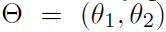 Θ = (θ₁, θ₂)